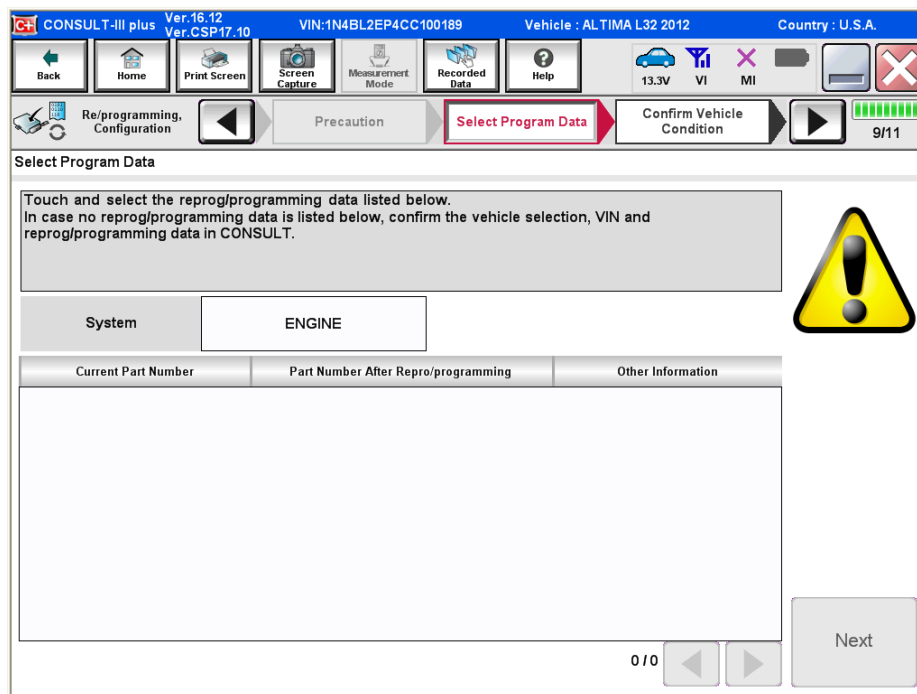 C+ CONSULT-III plus Ver.16.12 VIN:1N4BL2EP4CC100189 Vehicle : ALTIMA L32 2012 Country : U.S.A.
Ver.CSP17.10
Back Home Print Screen Screen Capture Measurement Mode Recorded Data Help 13.3V VI MI
Re/programming, Configuration Precaution Select Program Data Confirm Vehicle Condition 9/11
Select Program Data
Touch and select the reprog/programming data listed below.
In case no reprog/programming data is listed below, confirm the vehicle selection, VIN and
reprog/programming data in CONSULT.
System ENGINE
Current Part Number Part Number After Repro/programming Other Information
Next
0 / 0